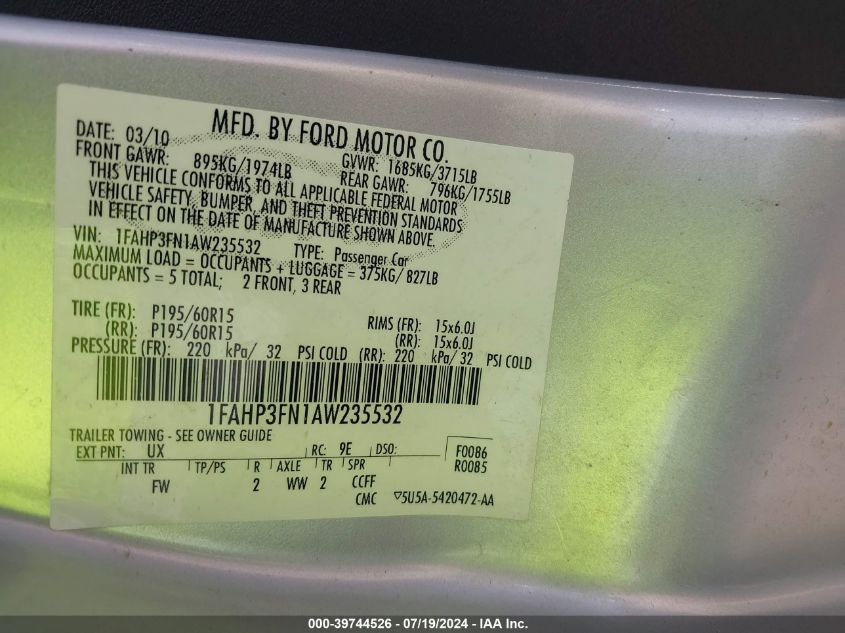 MFD. BY FORD MOTOR CO.
DATE: 03/10 GVWR: 1685KG/3715LB
FRONT GAWR: 895KG/1974LB REAR GAWR: 796KG/1755LB
THIS VEHICLE CONFORMS TO ALL APPLICABLE FEDERAL MOTOR
VEHICLE SAFETY, BUMPER, AND THEFT PREVENTION STANDARDS
IN EFFECT ON THE DATE OF MANUFACTURE SHOWN ABOVE.
VIN: 1FAHP3FN1AW235532 TYPE: Passenger Car
MAXIMUM LOAD = OCCUPANTS + LUGGAGE = 375KG/ 827LB
OCCUPANTS = 5 TOTAL; 2 FRONT, 3 REAR
TIRE (FR): P195/60R15 RIMS (FR): 15x6.0J
(RR): P195/60R15 (RR): 15x6.0J
PRESSURE (FR): 220 kPa/ 32 PSI COLD (RR): 220 kPa/ 32 PSI COLD
1FAHP3FN1AW235532
TRAILER TOWING - SEE OWNER GUIDE
EXT PNT: UX RC: 9E DSO: F0086
R0085
INT TR TP/PS R AXLE TR SPR
FW 2 WW 2 CCFF
CMC ▽5U5A-5420472-AA
000-39744526 - 07/19/2024 - IAA Inc.